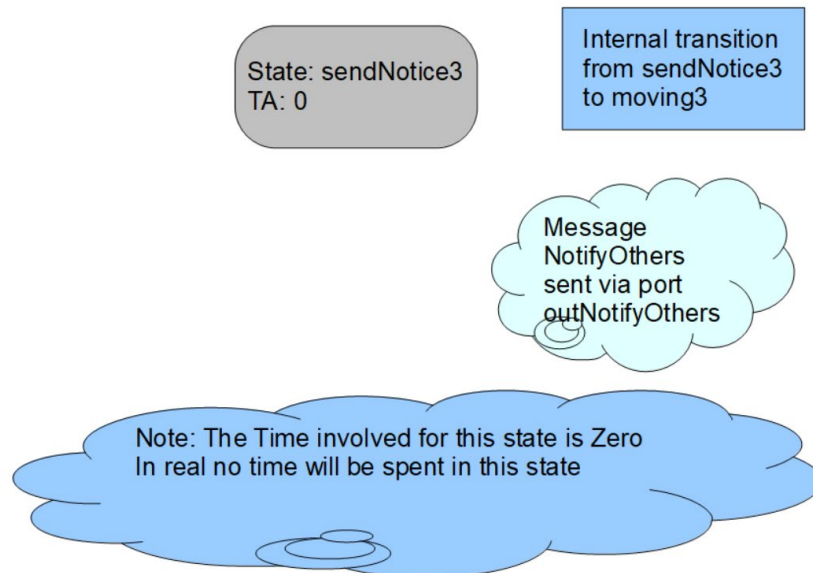 State: sendNotice3
TA: 0
Internal transition
from sendNotice3
to moving3
Message
NotifyOthers
sent via port
outNotifyOthers
Note: The Time involved for this state is Zero
In real no time will be spent in this state